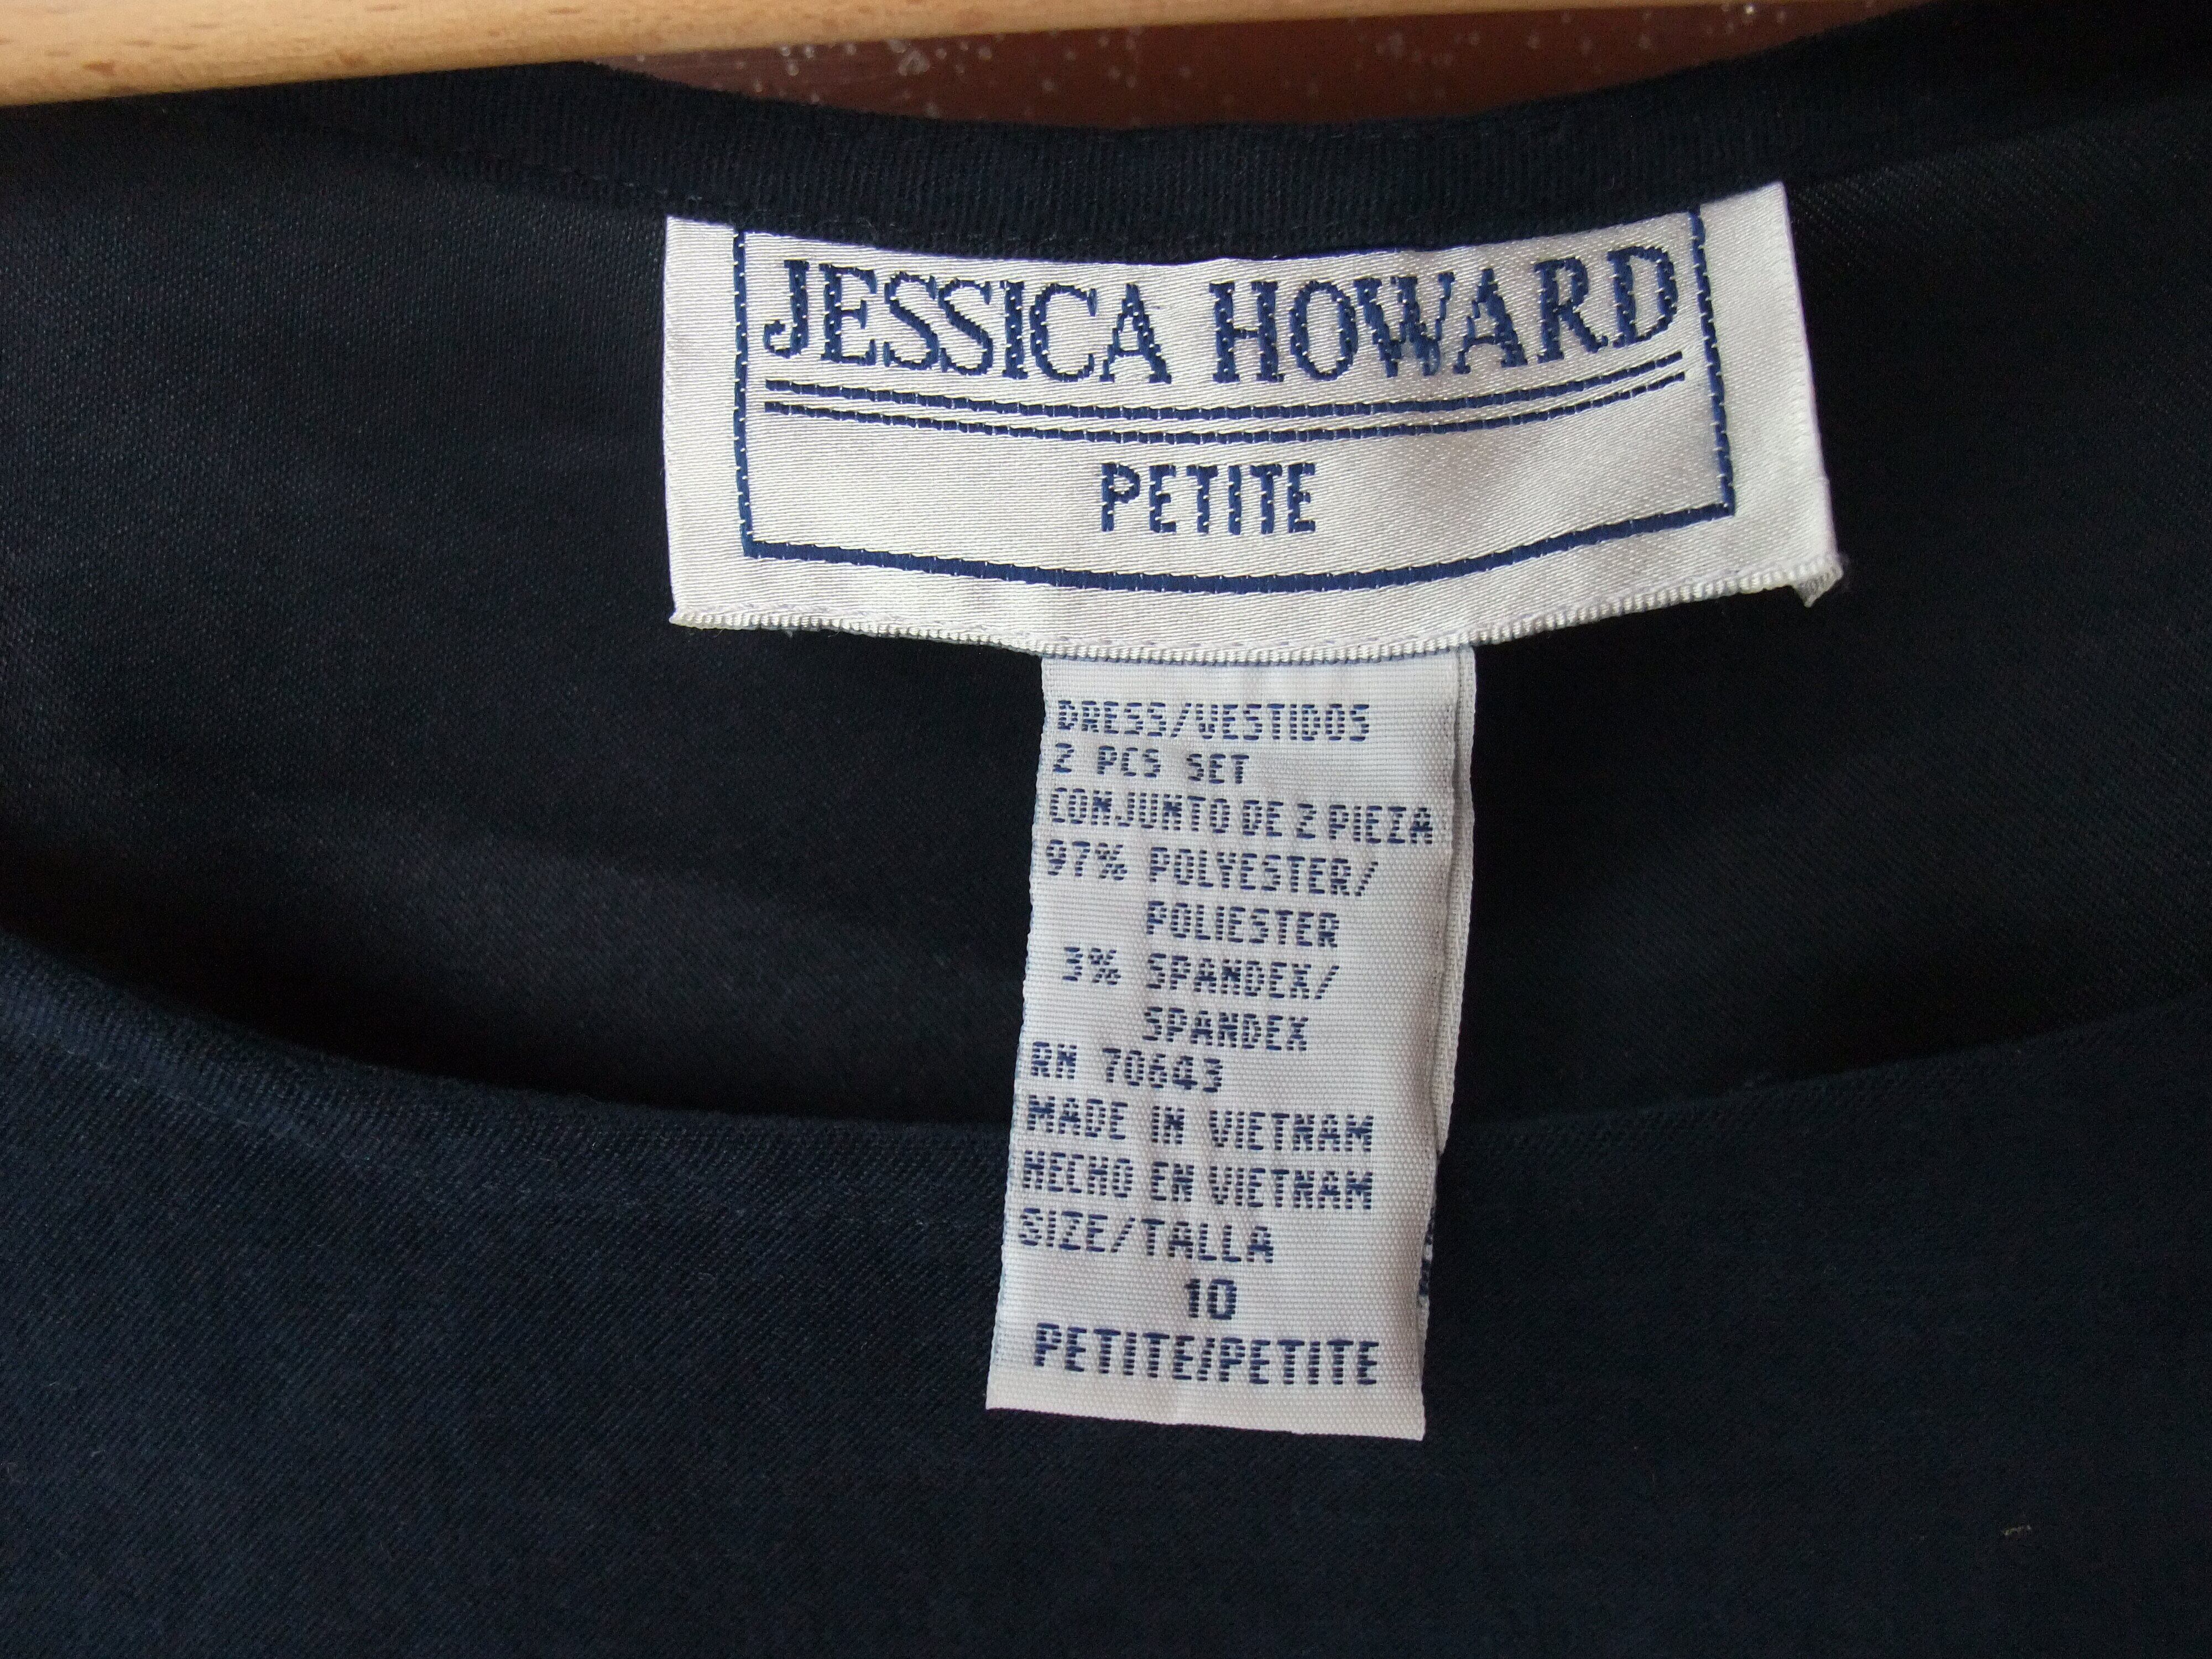 JESSICA HOWARD
PETITE
DRESS/VESTIDOS
2 PCS SET
CONJUNTO DE 2 PIEZA
97% POLYESTER/
POLIESTER
3% SPANDEX/
SPANDEX
RN 70643
MADE IN VIETNAM
HECHO EN VIETNAM
SIZE/TALLA
10
PETITE/PETITE